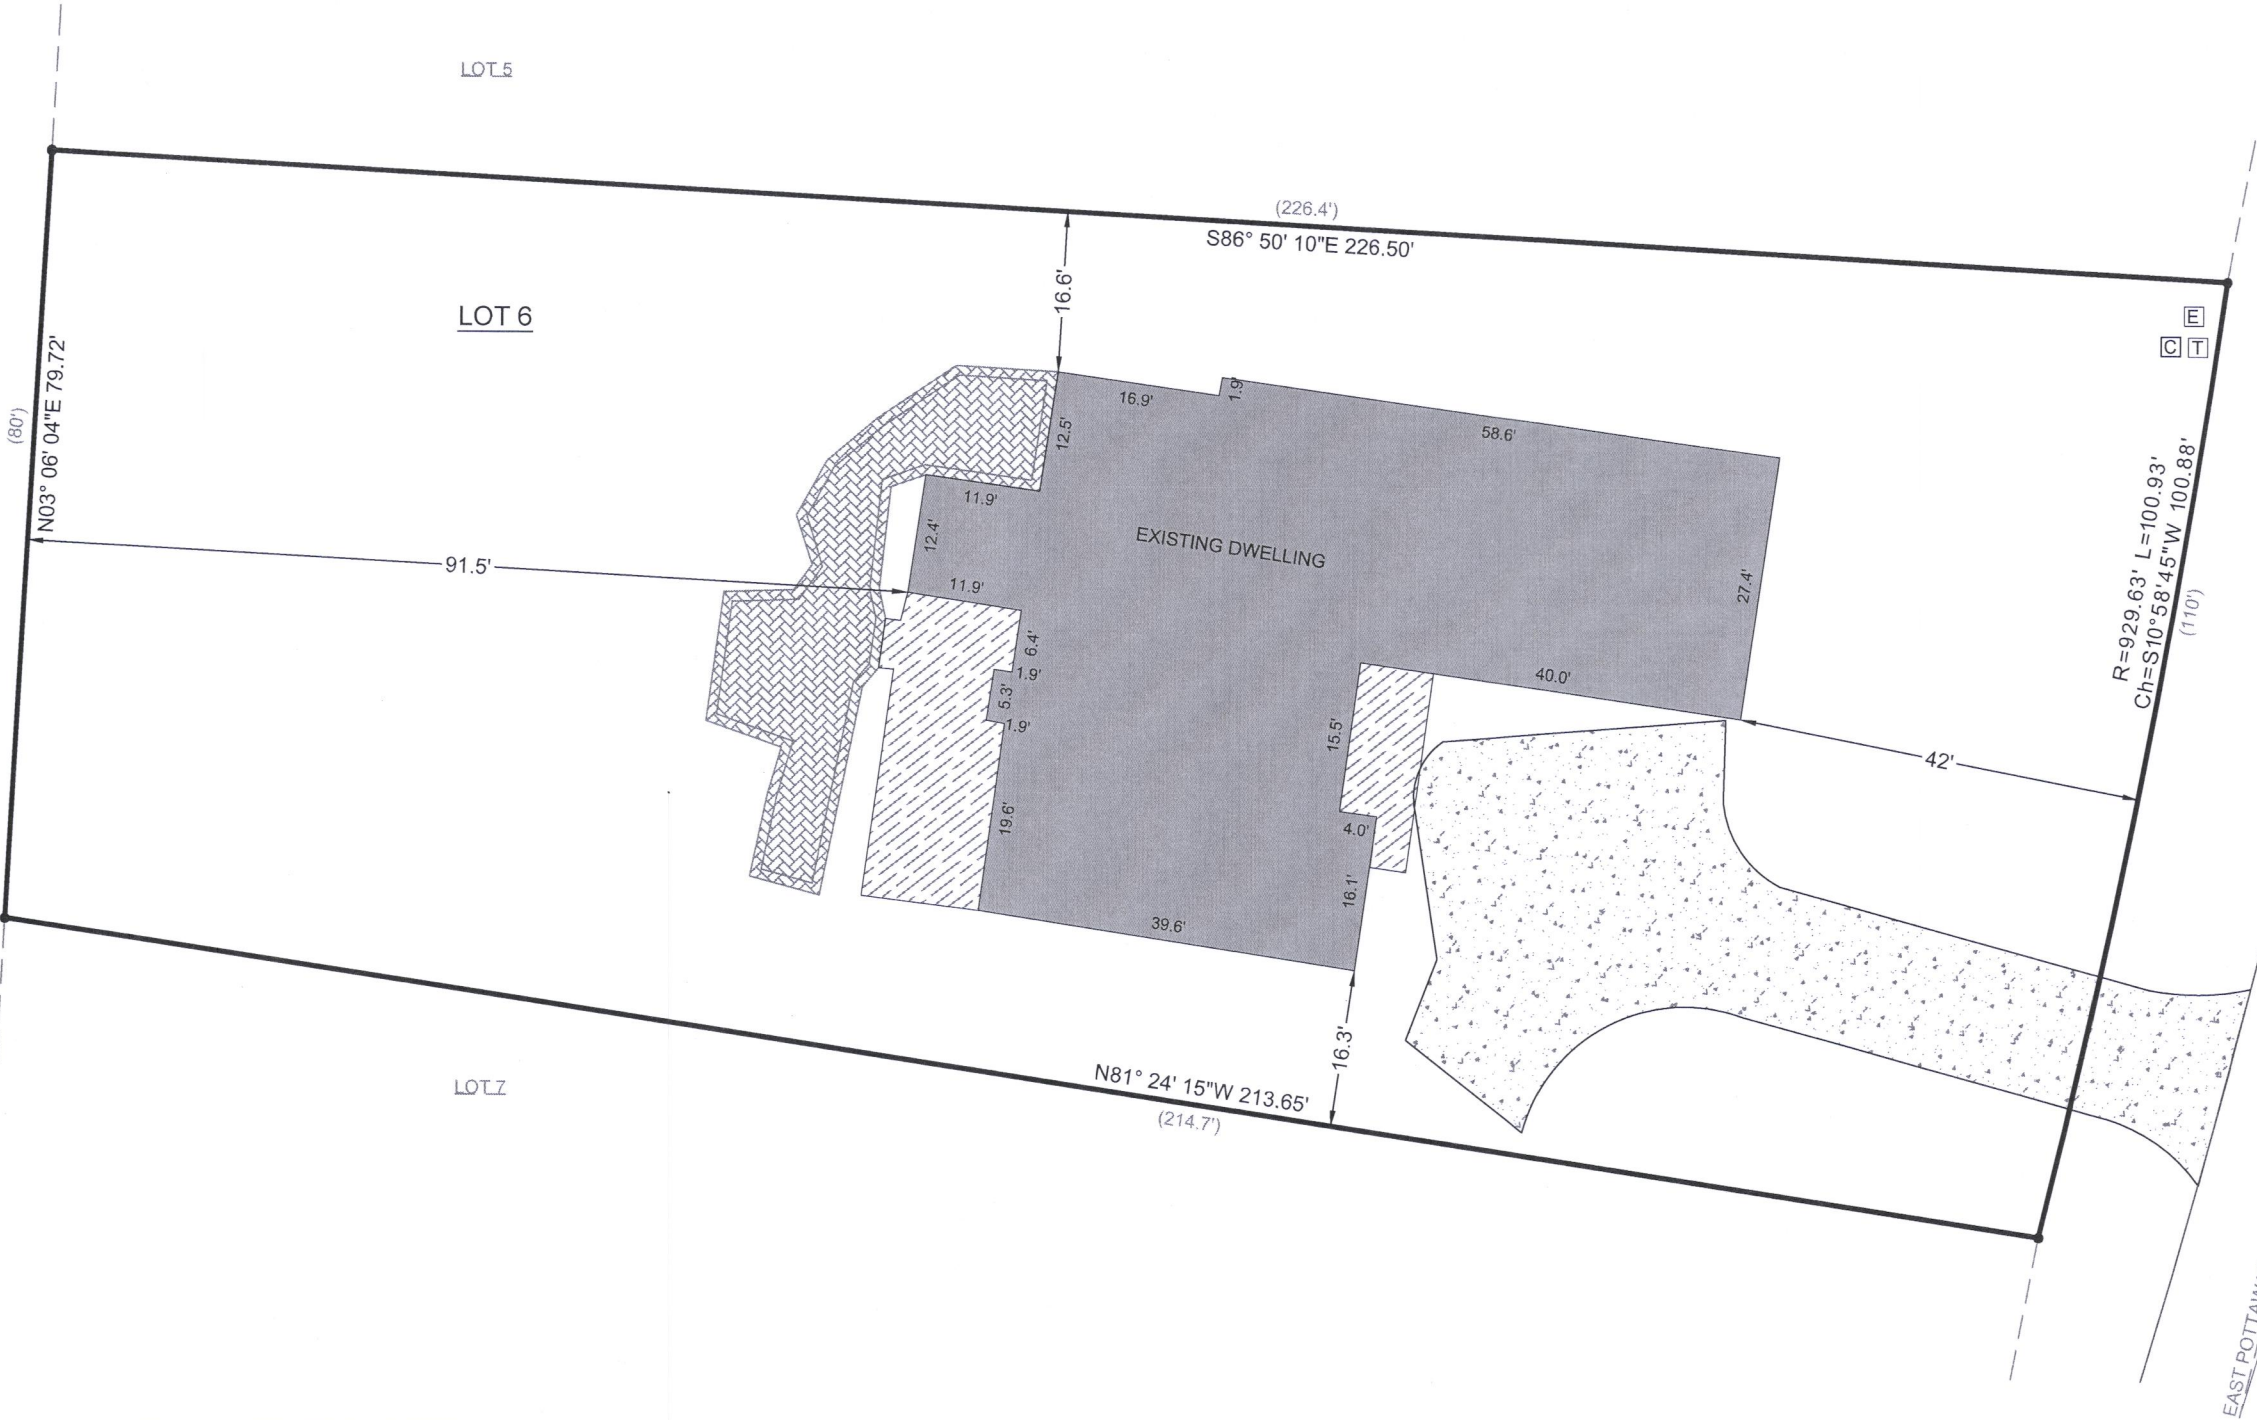 LOT 5
(226.4')
S86° 50' 10"E 226.50'
16.6'
LOT 6
E
C T
(80')
N03° 06' 04"E 79.72'
16.9'
1.9'
12.5'
58.6'
11.9'
12.4'
EXISTING DWELLING
91.5'
11.9'
27.4'
R=929.63' L=100.93'
Ch=S10°58'45"W 100.88'
(110')
6.4'
1.9'
5.3'
1.9'
40.0'
15.5'
42'
19.6'
4.0'
16.1'
39.6'
16.3'
LOT 7
N81° 24' 15"W 213.65'
(214.7')
EAST